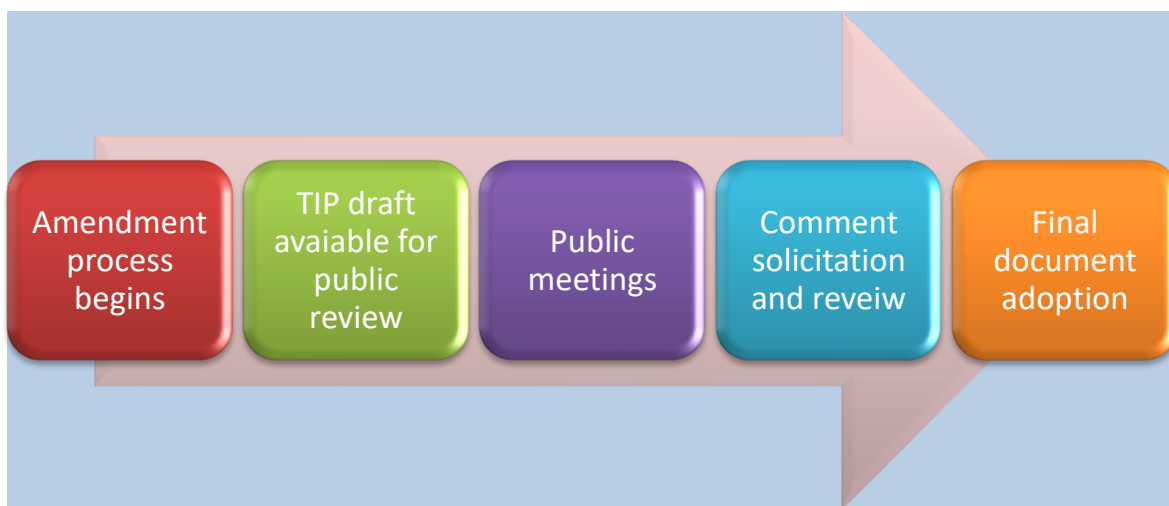 Amendment
process
begins
TIP draft
avaiable for
public
review
Public
meetings
Comment
solicitation
and reveiw
Final
document
adoption